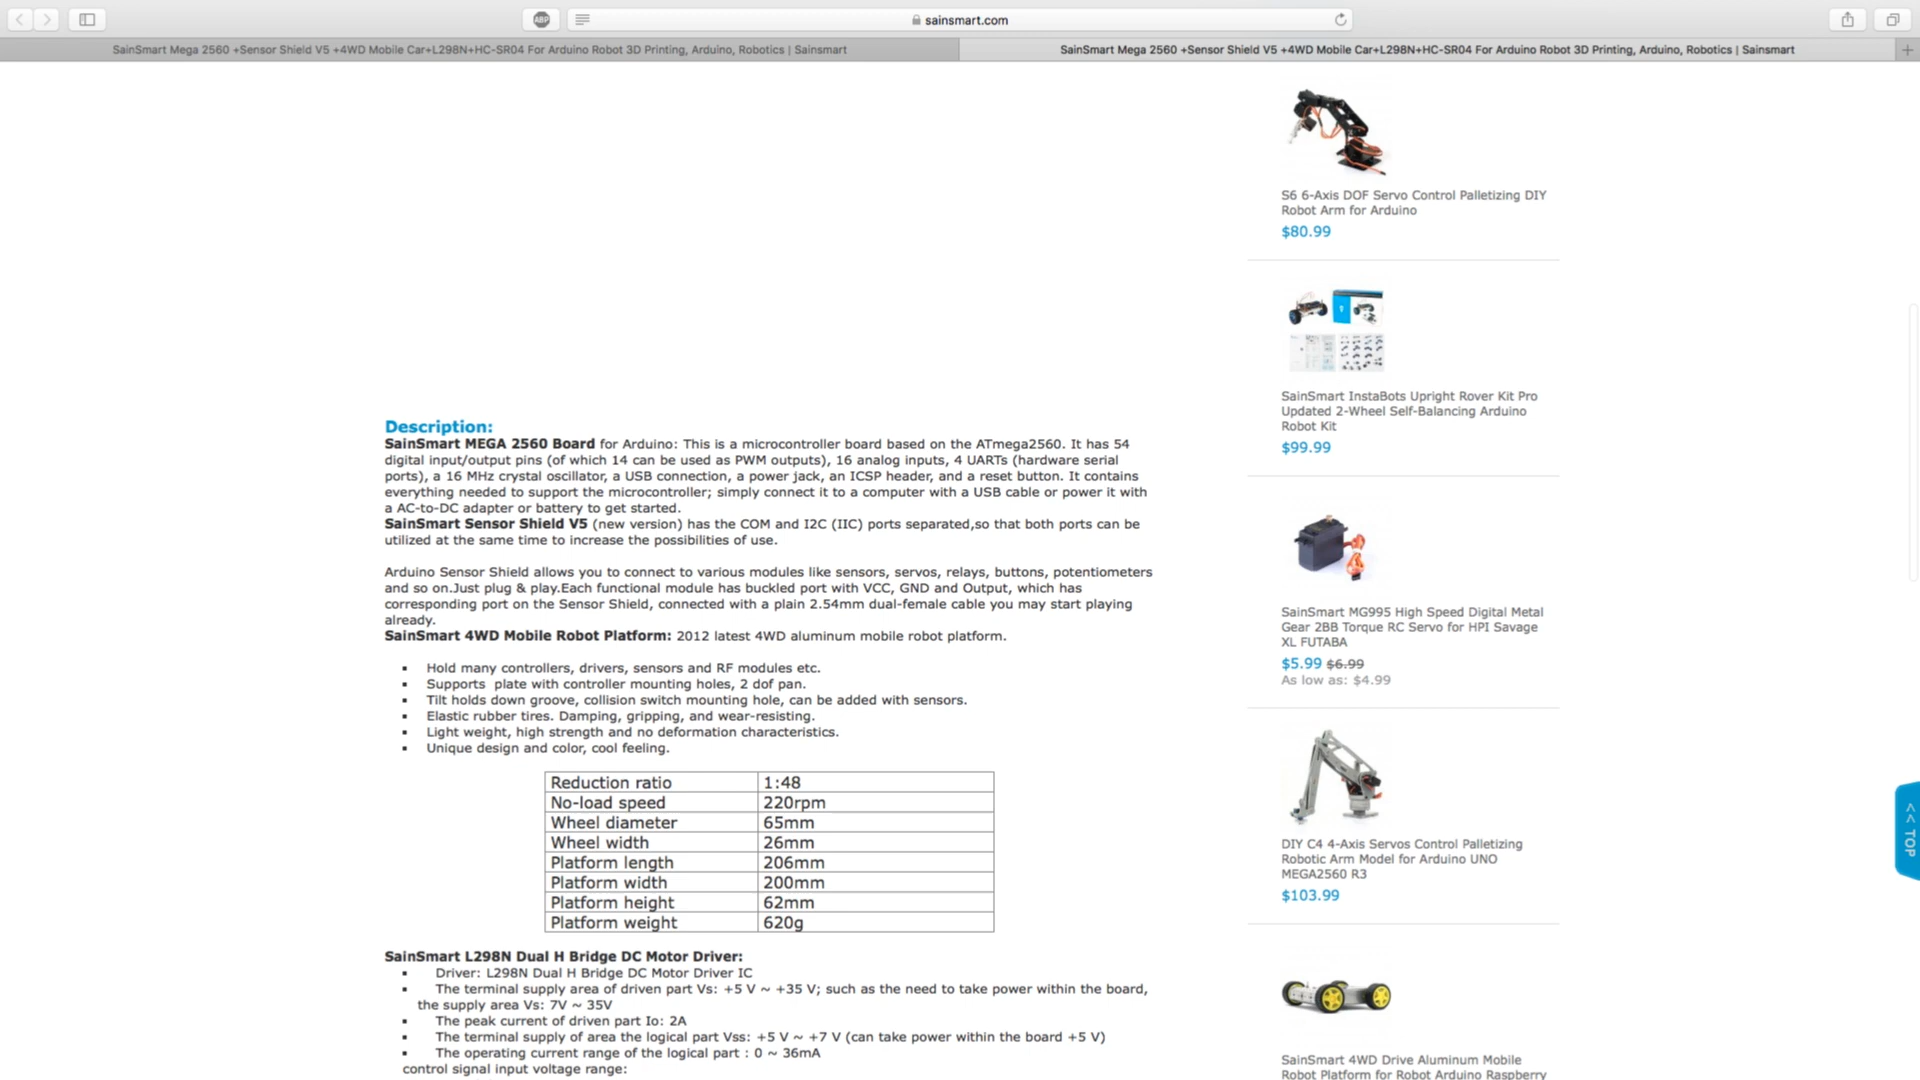 ABP
sainsmart.com
SainSmart Mega 2560 +Sensor Shield V5 +4WD Mobile Car+L298N+HC-SR04 For Arduino Robot 3D Printing, Arduino, Robotics | Sainsmart
SainSmart Mega 2560 +Sensor Shield V5 +4WD Mobile Car+L298N+HC-SR04 For Arduino Robot 3D Printing, Arduino, Robotics | Sainsmart
Description:
SainSmart MEGA 2560 Board for Arduino: This is a microcontroller board based on the ATmega2560. It has 54
digital input/output pins (of which 14 can be used as PWM outputs), 16 analog inputs, 4 UARTs (hardware serial
ports), a 16 MHz crystal oscillator, a USB connection, a power jack, an ICSP header, and a reset button. It contains
everything needed to support the microcontroller; simply connect it to a computer with a USB cable or power it with
a AC-to-DC adapter or battery to get started.
SainSmart Sensor Shield V5 (new version) has the COM and I2C (IIC) ports separated,so that both ports can be
utilized at the same time to increase the possibilities of use.
Arduino Sensor Shield allows you to connect to various modules like sensors, servos, relays, buttons, potentiometers
and so on.Just plug & play.Each functional module has buckled port with VCC, GND and Output, which has
corresponding port on the Sensor Shield, connected with a plain 2.54mm dual-female cable you may start playing
already.
SainSmart 4WD Mobile Robot Platform: 2012 latest 4WD aluminum mobile robot platform.
▪ Hold many controllers, drivers, sensors and RF modules etc.
▪ Supports  plate with controller mounting holes, 2 dof pan.
▪ Tilt holds down groove, collision switch mounting hole, can be added with sensors.
▪ Elastic rubber tires. Damping, gripping, and wear-resisting.
▪ Light weight, high strength and no deformation characteristics.
▪ Unique design and color, cool feeling.
Reduction ratio 1:48
No-load speed 220rpm
Wheel diameter 65mm
Wheel width 26mm
Platform length 206mm
Platform width 200mm
Platform height 62mm
Platform weight 620g
SainSmart L298N Dual H Bridge DC Motor Driver:
▪ Driver: L298N Dual H Bridge DC Motor Driver IC
▪ The terminal supply area of driven part Vs: +5 V ~ +35 V; such as the need to take power within the board,
the supply area Vs: 7V ~ 35V
▪ The peak current of driven part Io: 2A
▪ The terminal supply of area the logical part Vss: +5 V ~ +7 V (can take power within the board +5 V)
▪ The operating current range of the logical part : 0 ~ 36mA
control signal input voltage range:
S6 6-Axis DOF Servo Control Palletizing DIY
Robot Arm for Arduino
$80.99
SainSmart InstaBots Upright Rover Kit Pro
Updated 2-Wheel Self-Balancing Arduino
Robot Kit
$99.99
SainSmart MG995 High Speed Digital Metal
Gear 2BB Torque RC Servo for HPI Savage
XL FUTABA
$5.99 $6.99
As low as: $4.99
DIY C4 4-Axis Servos Control Palletizing
Robotic Arm Model for Arduino UNO
MEGA2560 R3
$103.99
SainSmart 4WD Drive Aluminum Mobile
Robot Platform for Robot Arduino Raspberry
<< TOP